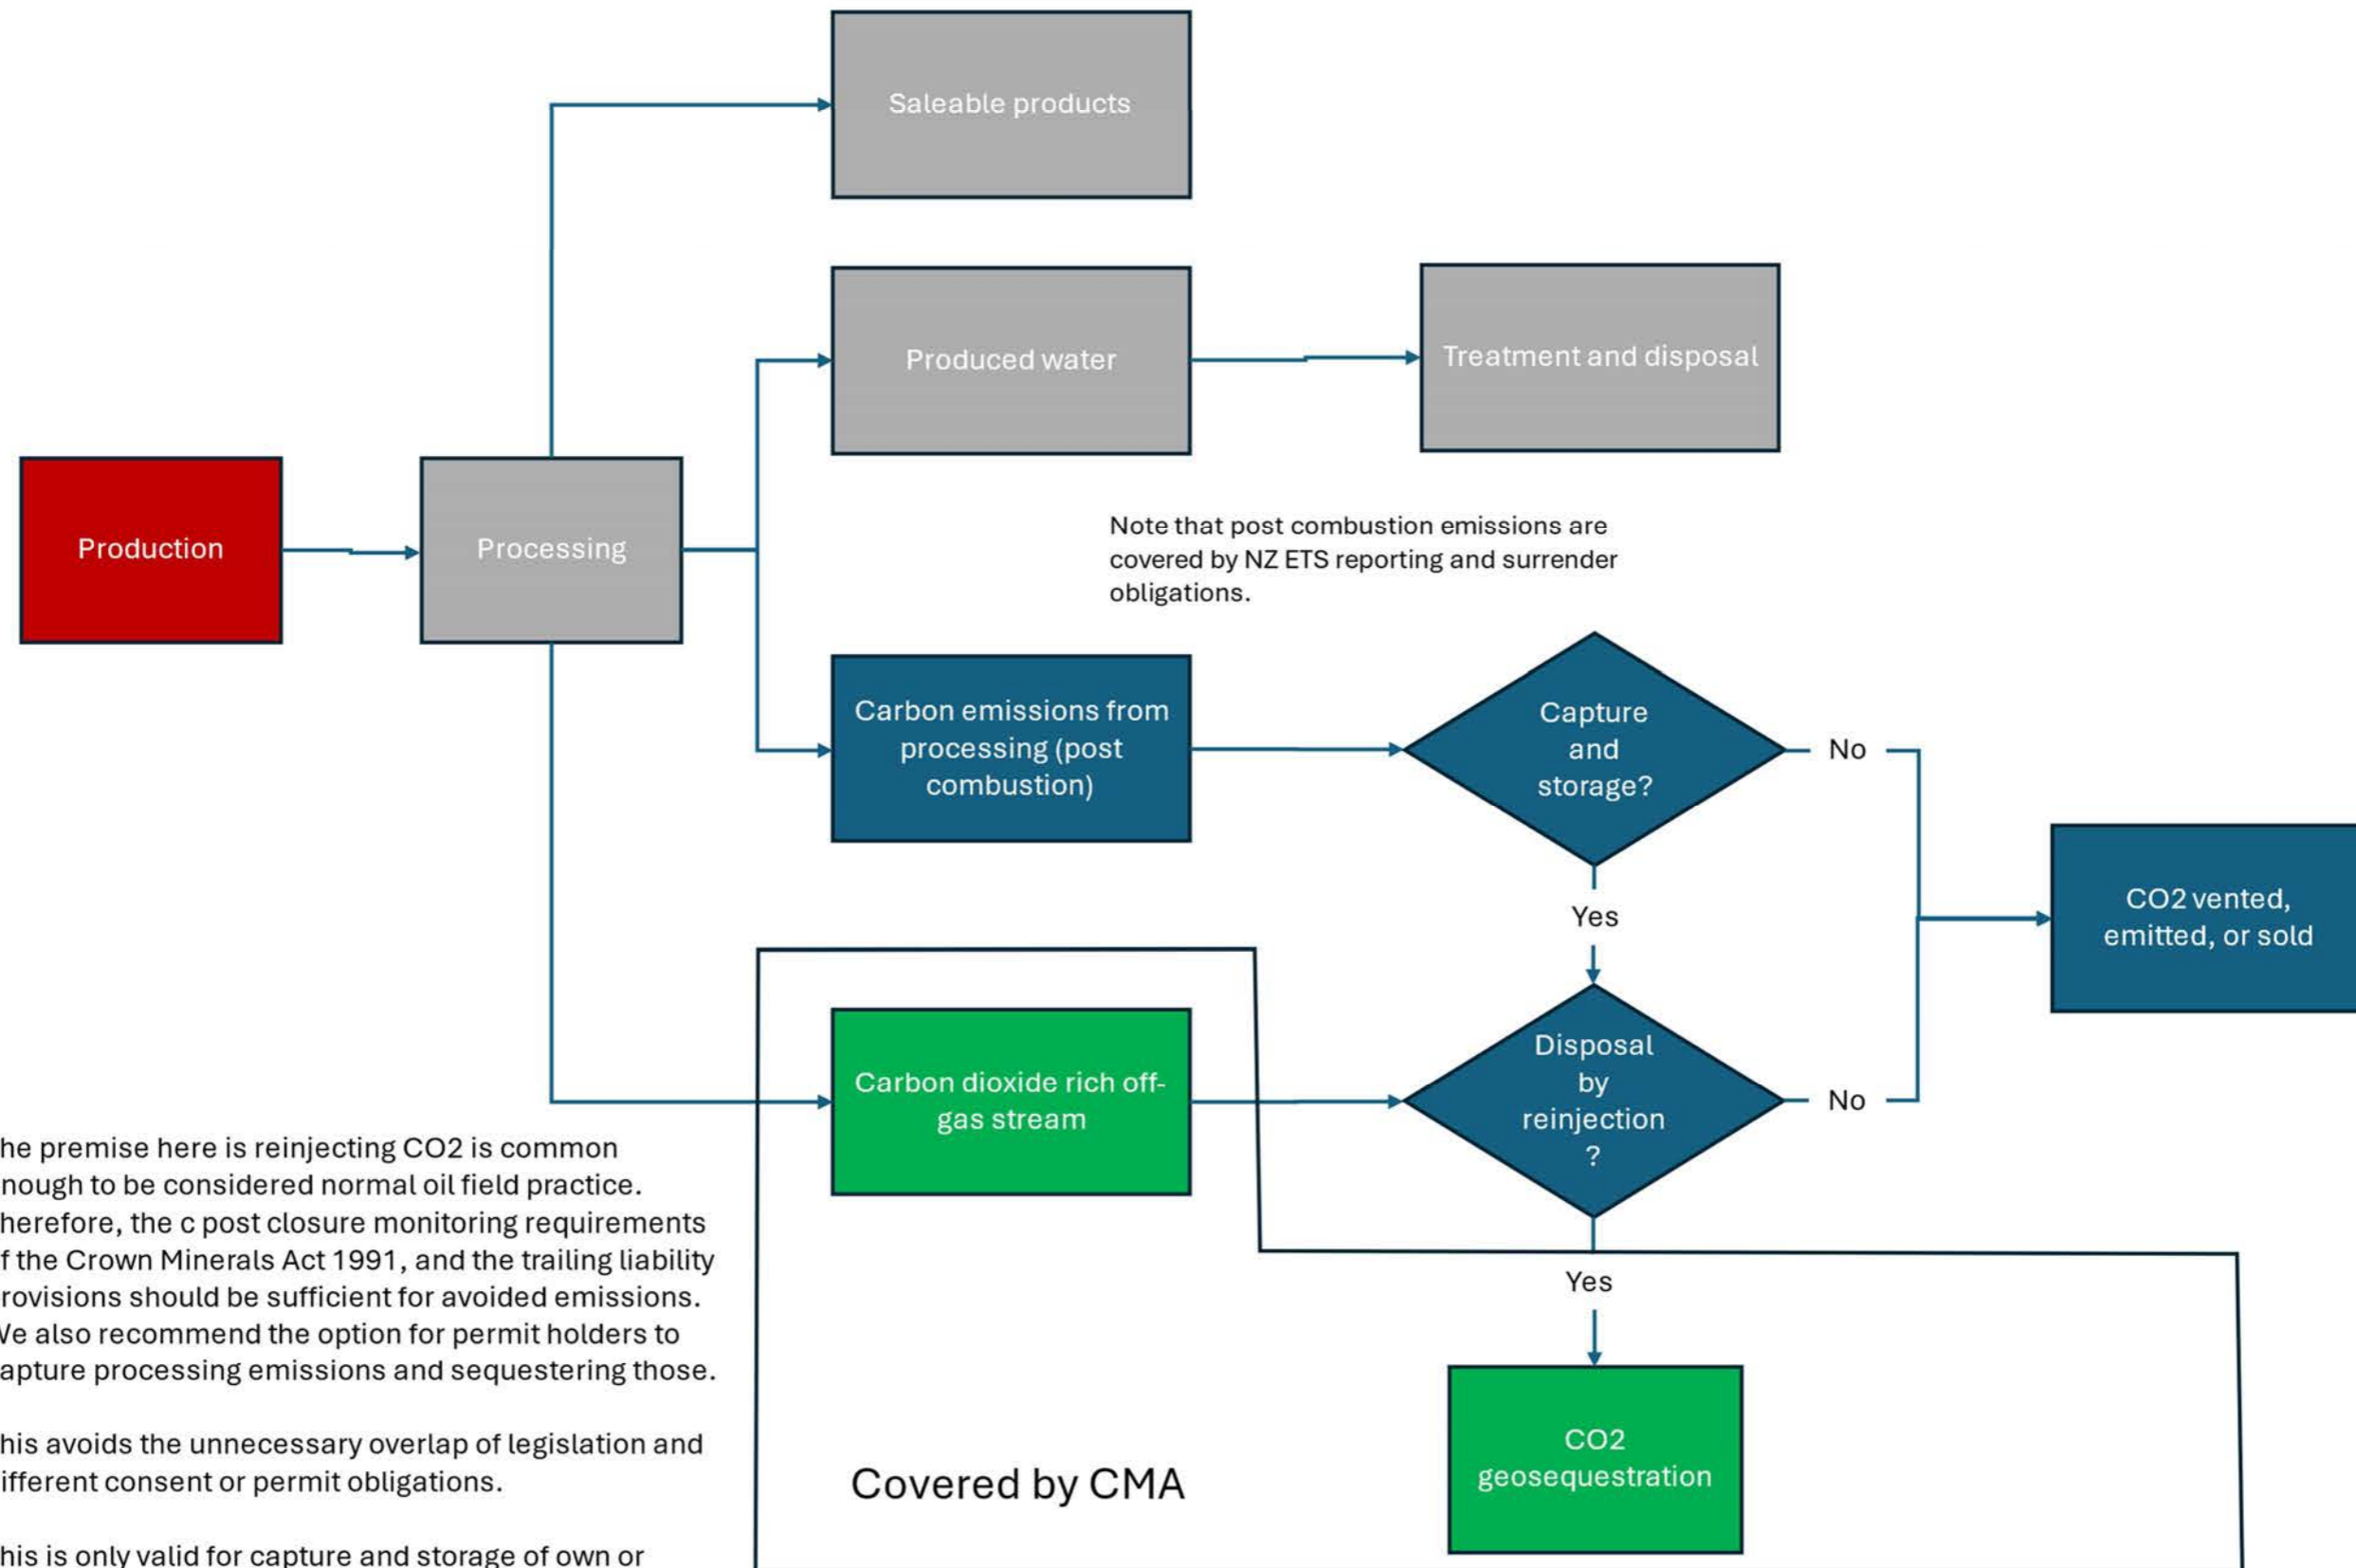 Saleable products
Produced water
Treatment and disposal
Production
Processing
Note that post combustion emissions are
covered by NZ ETS reporting and surrender
obligations.
Carbon emissions from
processing (post
combustion)
Capture
and
storage?
No
CO2 vented,
emitted, or sold
Yes
Carbon dioxide rich off-
gas stream
Disposal
by
reinjection
?
No
Yes
CO2
geosequestration
Covered by CMA
he premise here is reinjecting CO2 is common
nough to be considered normal oil field practice.
herefore, the c post closure monitoring requirements
f the Crown Minerals Act 1991, and the trailing liability
rovisions should be sufficient for avoided emissions.
We also recommend the option for permit holders to
apture processing emissions and sequestering those.
his avoids the unnecessary overlap of legislation and
ifferent consent or permit obligations.
his is only valid for capture and storage of own or